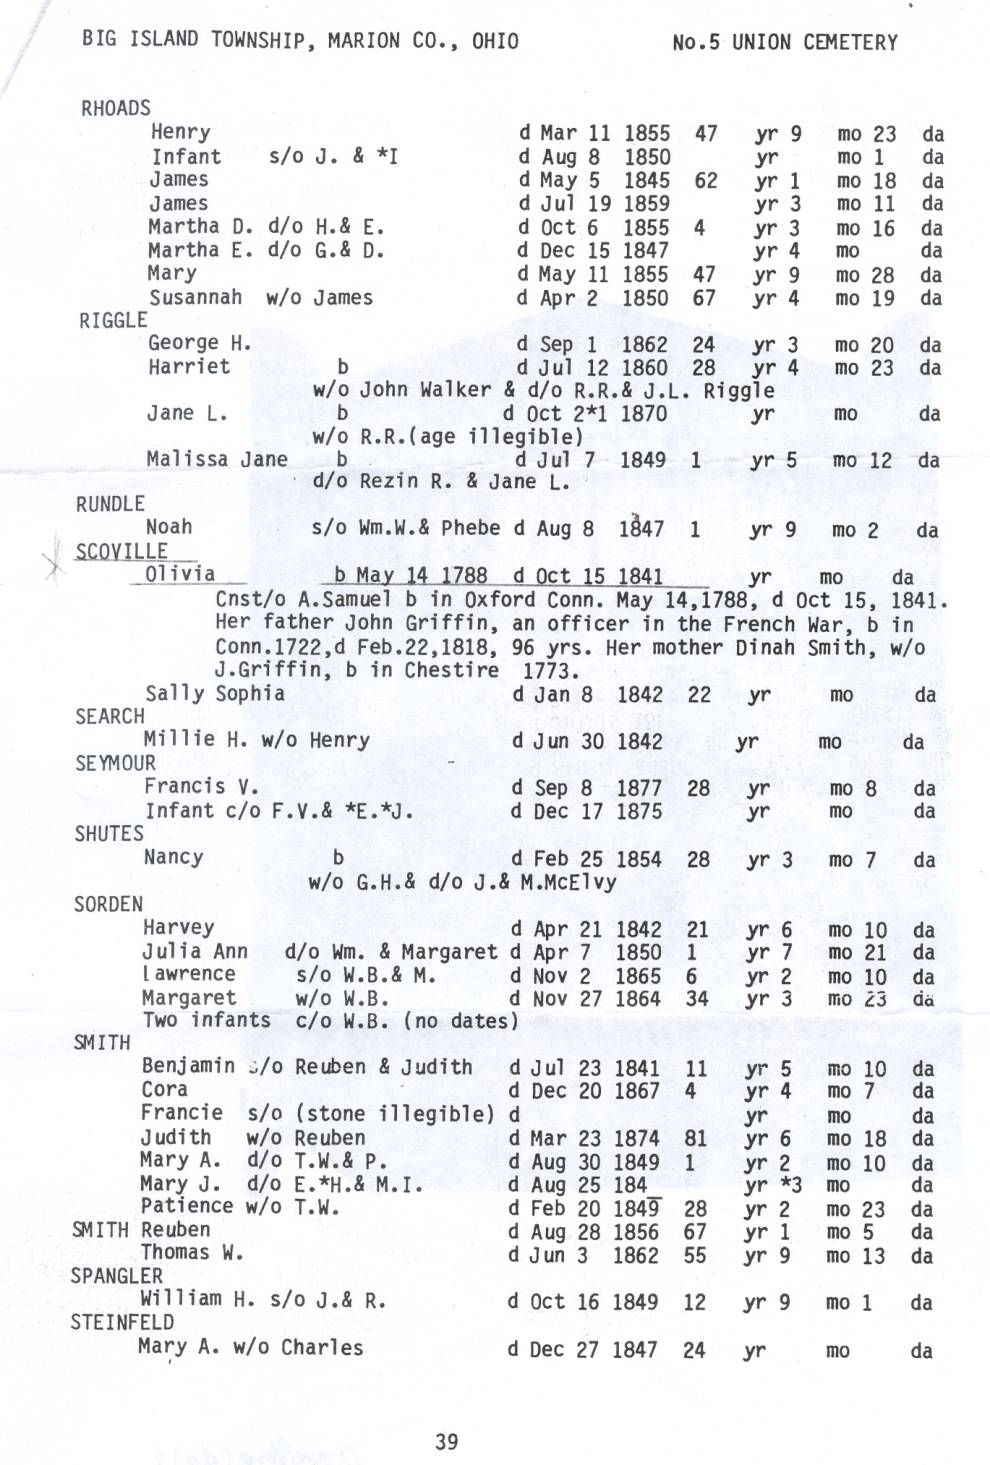 BIG ISLAND TOWNSHIP, MARION CO., OHIO No.5 UNION CEMETERY
RHOADS
Henry d Mar 11 1855 47 yr 9 mo 23 da
Infant s/o J. & *I d Aug 8 1850 yr mo 1 da
James d May 5 1845 62 yr 1 mo 18 da
James d Jul 19 1859 yr 3 mo 11 da
Martha D. d/o H.& E. d Oct 6 1855 4 yr 3 mo 16 da
Martha E. d/o G.& D. d Dec 15 1847 yr 4 mo da
Mary d May 11 1855 47 yr 9 mo 28 da
Susannah w/o James d Apr 2 1850 67 yr 4 mo 19 da
RIGGLE
George H. d Sep 1 1862 24 yr 3 mo 20 da
Harriet b d Jul 12 1860 28 yr 4 mo 23 da
w/o John Walker & d/o R.R.& J.L. Riggle
Jane L. b d Oct 2*1 1870 yr mo da
w/o R.R.(age illegible)
Malissa Jane b d Jul 7 1849 1 yr 5 mo 12 da
d/o Rezin R. & Jane L.
RUNDLE
Noah s/o Wm.W.& Phebe d Aug 8 1847 1 yr 9 mo 2 da
SCOVILLE
Olivia b May 14 1788 d Oct 15 1841 yr mo da
Cnst/o A.Samuel b in Oxford Conn. May 14,1788, d Oct 15, 1841.
Her father John Griffin, an officer in the French War, b in
Conn.1722,d Feb.22,1818, 96 yrs. Her mother Dinah Smith, w/o
J.Griffin, b in Chestire 1773.
Sally Sophia d Jan 8 1842 22 yr mo da
SEARCH
Millie H. w/o Henry d Jun 30 1842 yr mo da
SEYMOUR
Francis V. d Sep 8 1877 28 yr mo 8 da
Infant c/o F.V.& *E.*J. d Dec 17 1875 yr mo da
SHUTES
Nancy b d Feb 25 1854 28 yr 3 mo 7 da
w/o G.H.& d/o J.& M.McElvy
SORDEN
Harvey d Apr 21 1842 21 yr 6 mo 10 da
Julia Ann d/o Wm. & Margaret d Apr 7 1850 1 yr 7 mo 21 da
Lawrence s/o W.B.& M. d Nov 2 1865 6 yr 2 mo 10 da
Margaret w/o W.B. d Nov 27 1864 34 yr 3 mo 23 da
Two infants c/o W.B. (no dates)
SMITH
Benjamin s/o Reuben & Judith d Jul 23 1841 11 yr 5 mo 10 da
Cora d Dec 20 1867 4 yr 4 mo 7 da
Francie s/o (stone illegible) d yr mo da
Judith w/o Reuben d Mar 23 1874 81 yr 6 mo 18 da
Mary A. d/o T.W.& P. d Aug 30 1849 1 yr 2 mo 10 da
Mary J. d/o E.*H.& M.I. d Aug 25 184_ yr *3 mo da
Patience w/o T.W. d Feb 20 1849 28 yr 2 mo 23 da
SMITH Reuben d Aug 28 1856 67 yr 1 mo 5 da
Thomas W. d Jun 3 1862 55 yr 9 mo 13 da
SPANGLER
William H. s/o J.& R. d Oct 16 1849 12 yr 9 mo 1 da
STEINFELD
Mary A. w/o Charles d Dec 27 1847 24 yr mo da
39